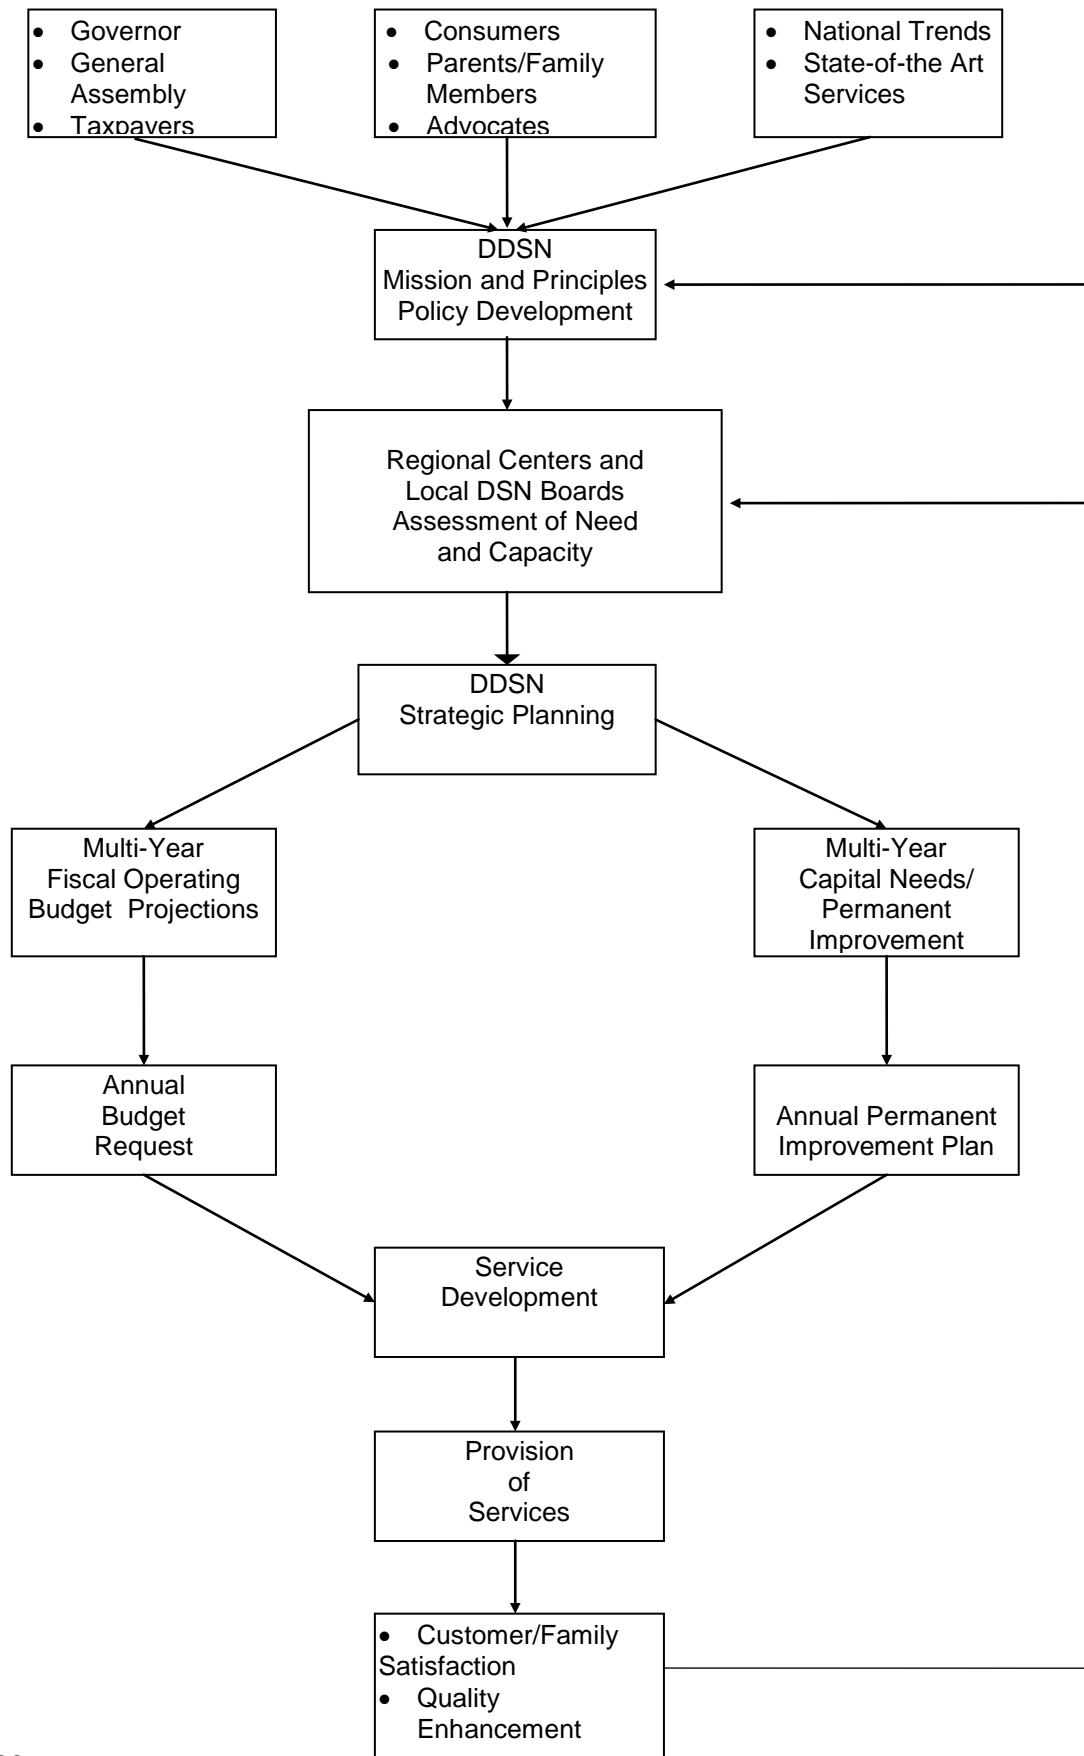 • Governor
• General
Assembly
• Taxpayers
• Consumers
• Parents/Family
Members
• Advocates
• National Trends
• State-of-the Art
Services
DDSN
Mission and Principles
Policy Development
Regional Centers and
Local DSN Boards
Assessment of Need
and Capacity
DDSN
Strategic Planning
Multi-Year
Fiscal Operating
Budget Projections
Multi-Year
Capital Needs/
Permanent
Improvement
Annual
Budget
Request
Annual Permanent
Improvement Plan
Service
Development
Provision
of
Services
• Customer/Family
Satisfaction
• Quality
Enhancement